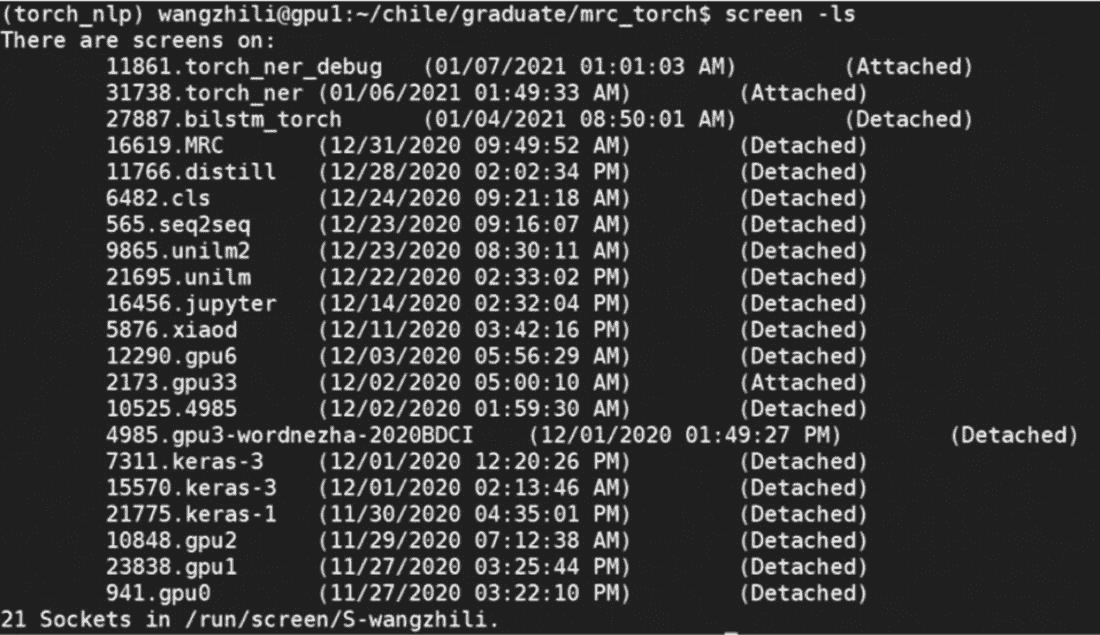 (torch_nlp) wangzhili@gpu1:~/chile/graduate/mrc_torch$ screen -ls
There are screens on:
11861.torch_ner_debug (01/07/2021 01:01:03 AM) (Attached)
31738.torch_ner (01/06/2021 01:49:33 AM) (Attached)
27887.bilstm_torch (01/04/2021 08:50:01 AM) (Detached)
16619.MRC (12/31/2020 09:49:52 AM) (Detached)
11766.distill (12/28/2020 02:02:34 PM) (Detached)
6482.cls (12/24/2020 09:21:18 AM) (Detached)
565.seq2seq (12/23/2020 09:16:07 AM) (Detached)
9865.unilm2 (12/23/2020 08:30:11 AM) (Detached)
21695.unilm (12/22/2020 02:33:02 PM) (Detached)
16456.jupyter (12/14/2020 02:32:04 PM) (Detached)
5876.xiaod (12/11/2020 03:42:16 PM) (Detached)
12290.gpu6 (12/03/2020 05:56:29 AM) (Detached)
2173.gpu33 (12/02/2020 05:00:10 AM) (Attached)
10525.4985 (12/02/2020 01:59:30 AM) (Detached)
4985.gpu3-wordnezha-2020BDCI (12/01/2020 01:49:27 PM) (Detached)
7311.keras-3 (12/01/2020 12:20:26 PM) (Detached)
15570.keras-3 (12/01/2020 02:13:46 AM) (Detached)
21775.keras-1 (11/30/2020 04:35:01 PM) (Detached)
10848.gpu2 (11/29/2020 07:12:38 AM) (Detached)
23838.gpu1 (11/27/2020 03:25:44 PM) (Detached)
941.gpu0 (11/27/2020 03:22:10 PM) (Detached)
21 Sockets in /run/screen/S-wangzhili.